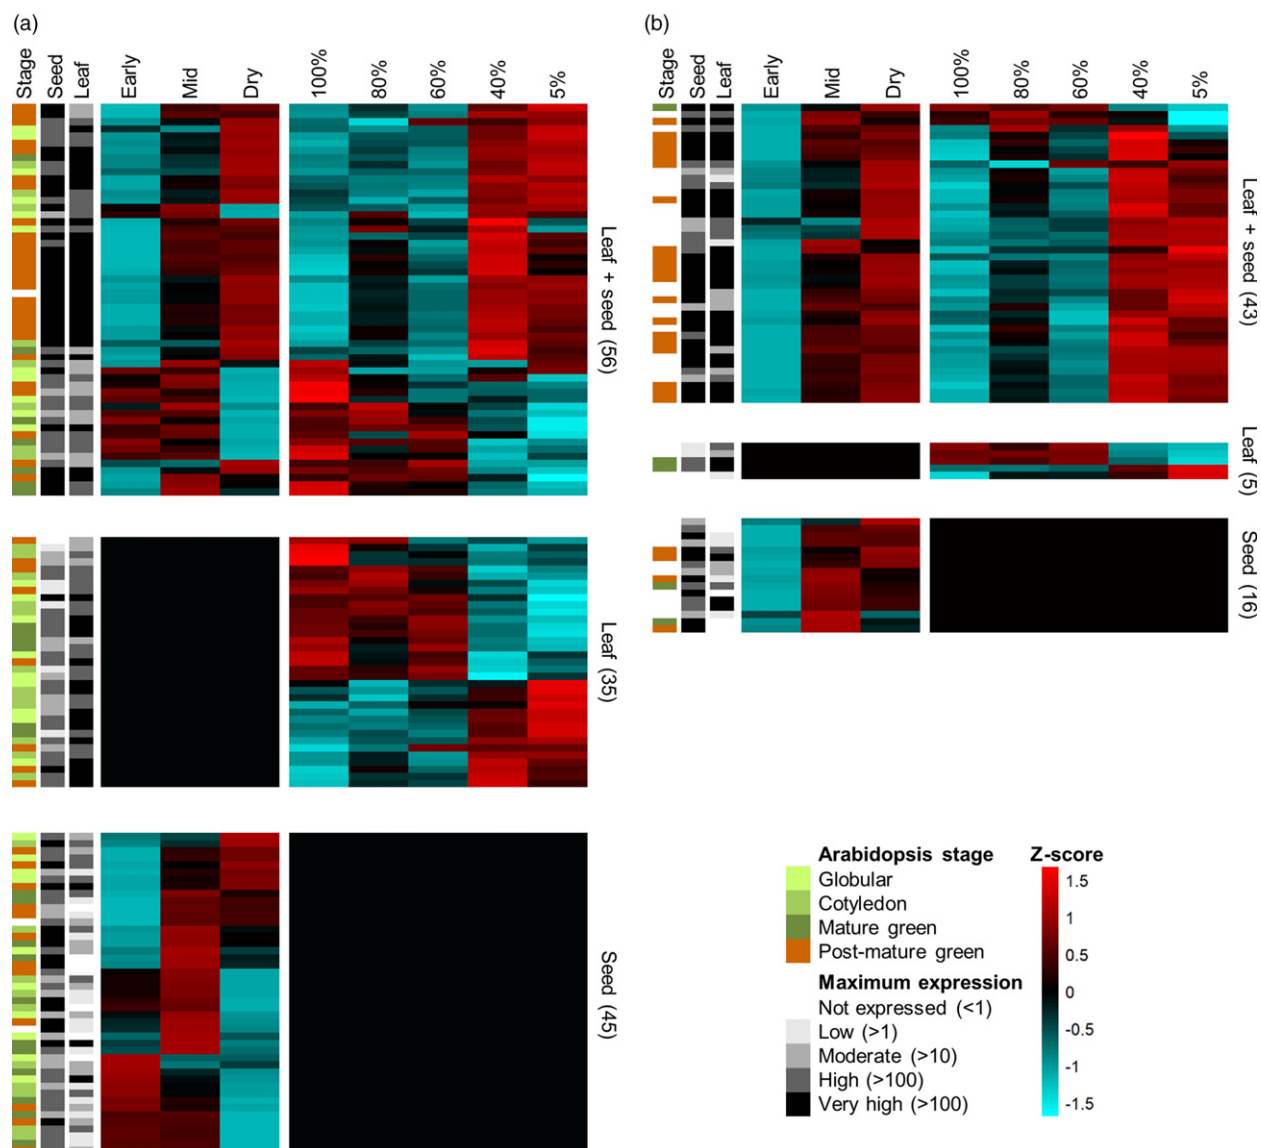 (a)
Stage
Seed
Leaf
Early
Mid
Dry
100%
80%
60%
40%
5%
Leaf + seed (56)
Leaf (35)
Seed (45)
(b)
Stage
Seed
Leaf
Early
Mid
Dry
100%
80%
60%
40%
5%
Leaf + seed (43)
Leaf (5)
Seed (16)
Arabidopsis stage
Globular
Cotyledon
Mature green
Post-mature green
Maximum expression
Not expressed (<1)
Low (>1)
Moderate (>10)
High (>100)
Very high (>100)
Z-score
1.5
1
0.5
0
-0.5
-1
-1.5